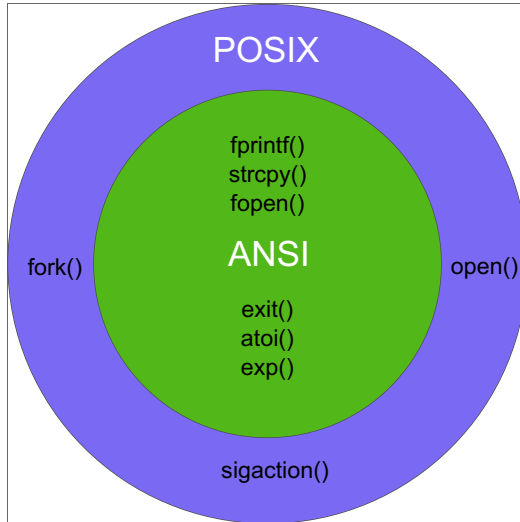 POSIX
fprintf()
strcpy()
fopen()
ANSI
fork()
open()
exit()
atoi()
exp()
sigaction()